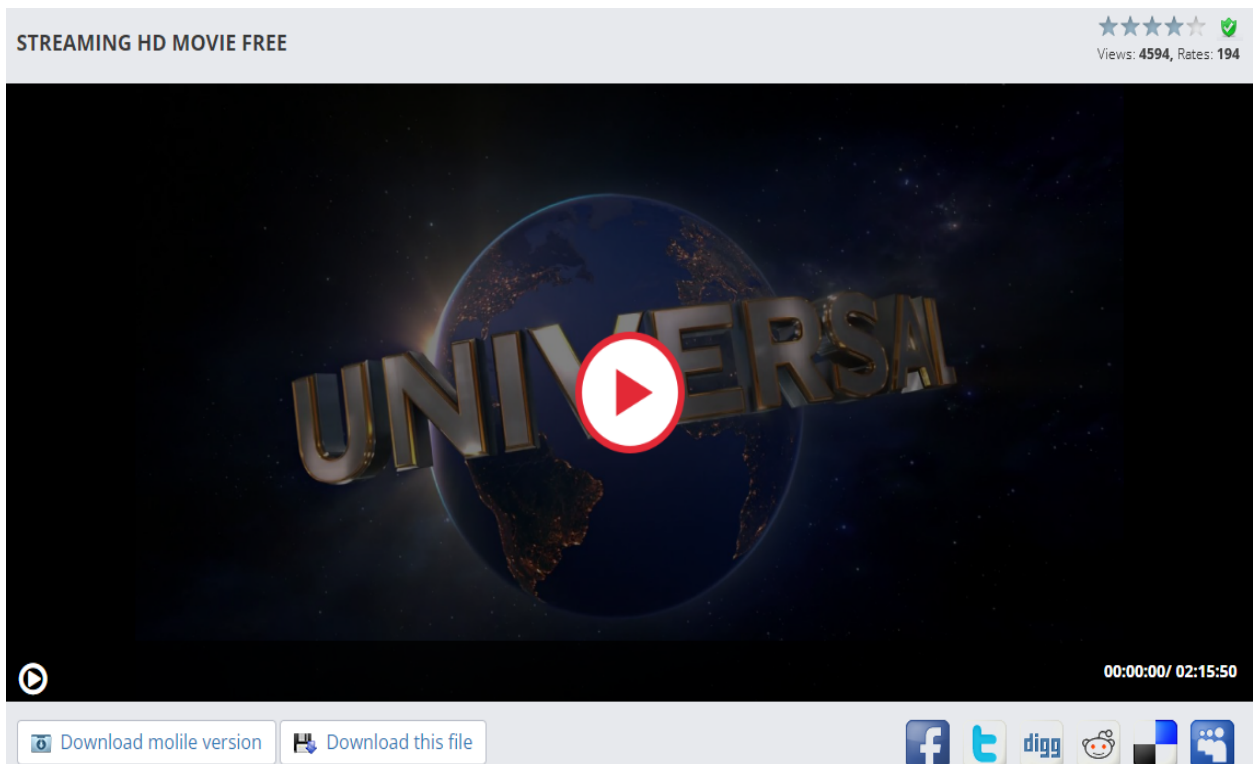 STREAMING HD MOVIE FREE
Views: 4594, Rates: 194
UNIVERSAL
00:00:00/ 02:15:50
Download molile version
Download this file
digg